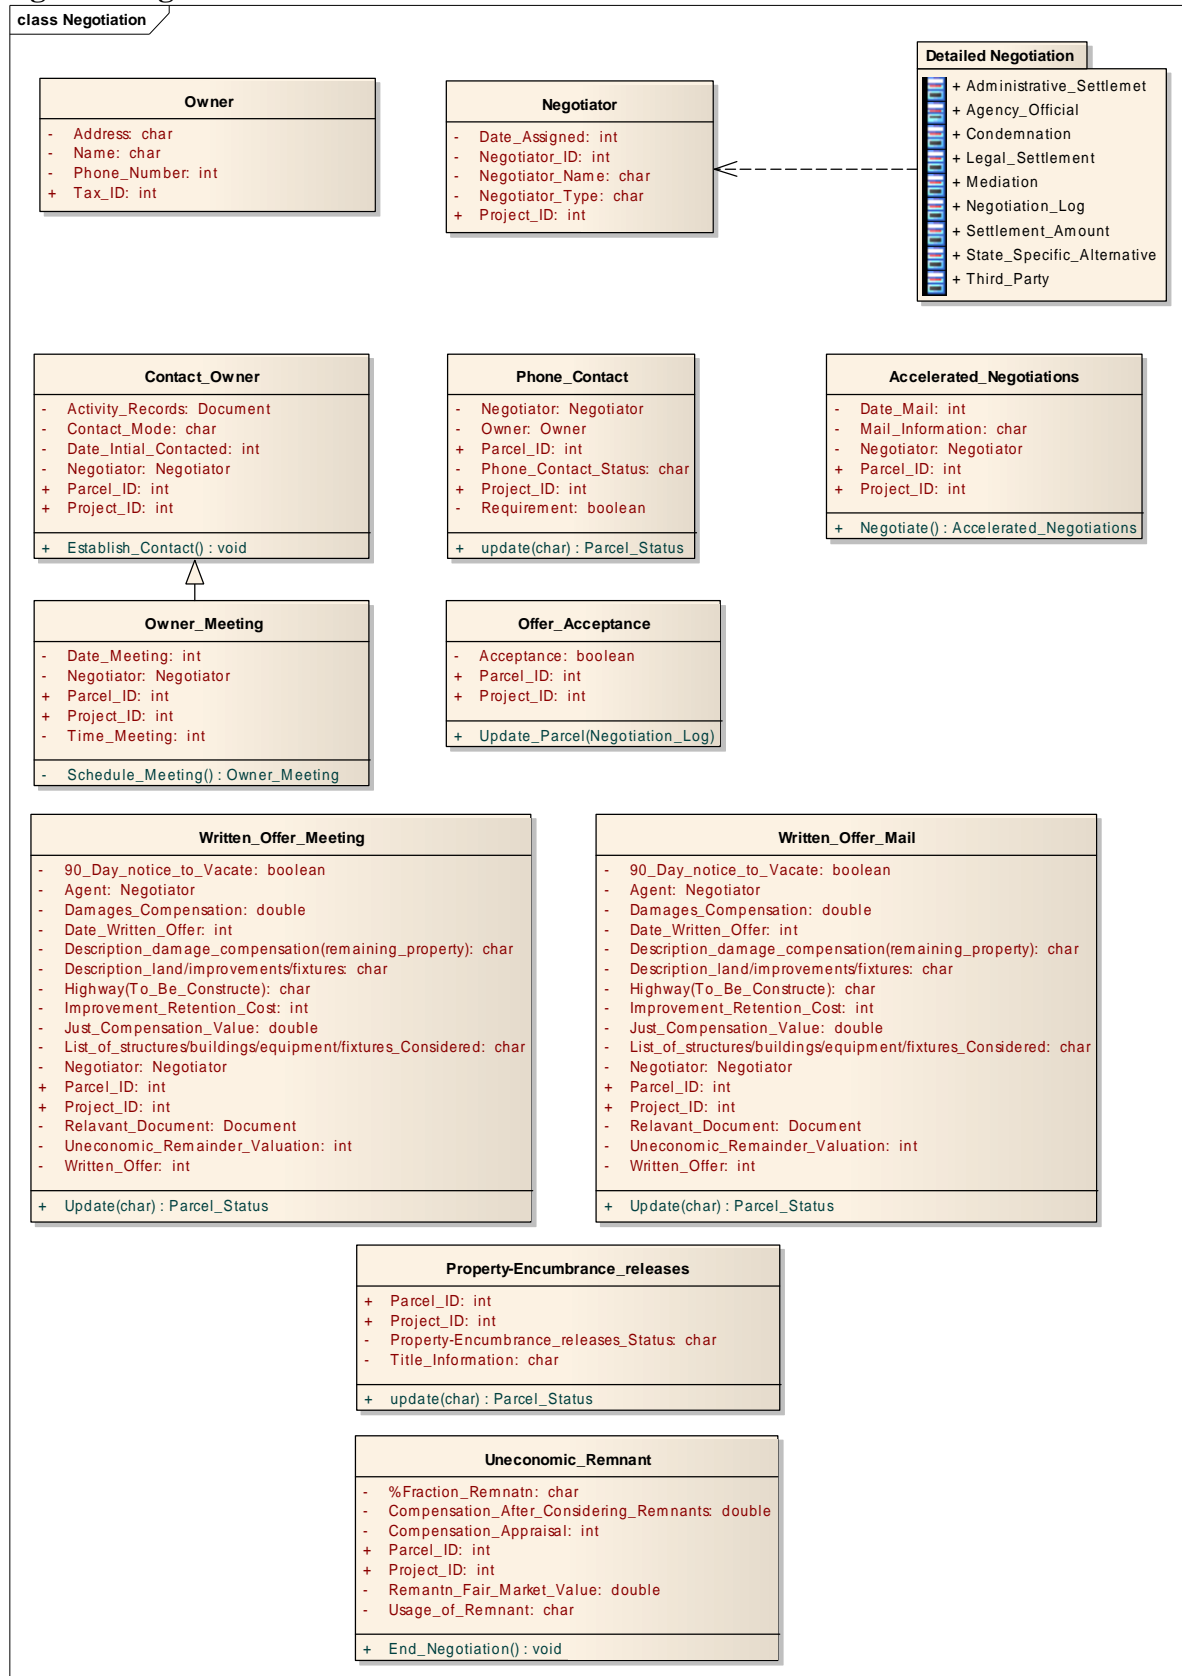 class Negotiation
Owner
- Address: char
- Name: char
- Phone_Number: int
+ Tax_ID: int
Negotiator
- Date_Assigned: int
- Negotiator_ID: int
- Negotiator_Name: char
- Negotiator_Type: char
+ Project_ID: int
Detailed Negotiation
+ Administrative_Settlemet
+ Agency_Official
+ Condemnation
+ Legal_Settlement
+ Mediation
+ Negotiation_Log
+ Settlement_Amount
+ State_Specific_Alternative
+ Third_Party
Contact_Owner
- Activity_Records: Document
- Contact_Mode: char
- Date_Intial_Contacted: int
- Negotiator: Negotiator
+ Parcel_ID: int
+ Project_ID: int
+ Establish_Contact() : void
Phone_Contact
- Negotiator: Negotiator
- Owner: Owner
+ Parcel_ID: int
- Phone_Contact_Status: char
+ Project_ID: int
- Requirement: boolean
+ update(char) : Parcel_Status
Accelerated_Negotiations
- Date_Mail: int
- Mail_Information: char
- Negotiator: Negotiator
+ Parcel_ID: int
+ Project_ID: int
+ Negotiate() : Accelerated_Negotiations
Owner_Meeting
- Date_Meeting: int
- Negotiator: Negotiator
+ Parcel_ID: int
+ Project_ID: int
- Time_Meeting: int
- Schedule_Meeting() : Owner_Meeting
Offer_Acceptance
- Acceptance: boolean
+ Parcel_ID: int
+ Project_ID: int
+ Update_Parcel(Negotiation_Log)
Written_Offer_Meeting
- 90_Day_notice_to_Vacate: boolean
- Agent: Negotiator
- Damages_Compensation: double
- Date_Written_Offer: int
- Description_damage_compensation(remaining_property): char
- Description_land/improvements/fixtures: char
- Highway(To_Be_Constructe): char
- Improvement_Retention_Cost: int
- Just_Compensation_Value: double
- List_of_structures/buildings/equipment/fixtures_Considered: char
- Negotiator: Negotiator
+ Parcel_ID: int
+ Project_ID: int
- Relavant_Document: Document
- Uneconomic_Remainder_Valuation: int
- Written_Offer: int
+ Update(char) : Parcel_Status
Written_Offer_Mail
- 90_Day_notice_to_Vacate: boolean
- Agent: Negotiator
- Damages_Compensation: double
- Date_Written_Offer: int
- Description_damage_compensation(remaining_property): char
- Description_land/improvements/fixtures: char
- Highway(To_Be_Constructe): char
- Improvement_Retention_Cost: int
- Just_Compensation_Value: double
- List_of_structures/buildings/equipment/fixtures_Considered: char
- Negotiator: Negotiator
+ Parcel_ID: int
+ Project_ID: int
- Relavant_Document: Document
- Uneconomic_Remainder_Valuation: int
- Written_Offer: int
+ Update(char) : Parcel_Status
Property-Encumbrance_releases
+ Parcel_ID: int
+ Project_ID: int
- Property-Encumbrance_releases_Status: char
- Title_Information: char
+ update(char) : Parcel_Status
Uneconomic_Remnant
- %Fraction_Remnatn: char
- Compensation_After_Considering_Remnants: double
- Compensation_Appraisal: int
+ Parcel_ID: int
+ Project_ID: int
- Remantn_Fair_Market_Value: double
- Usage_of_Remnant: char
+ End_Negotiation() : void